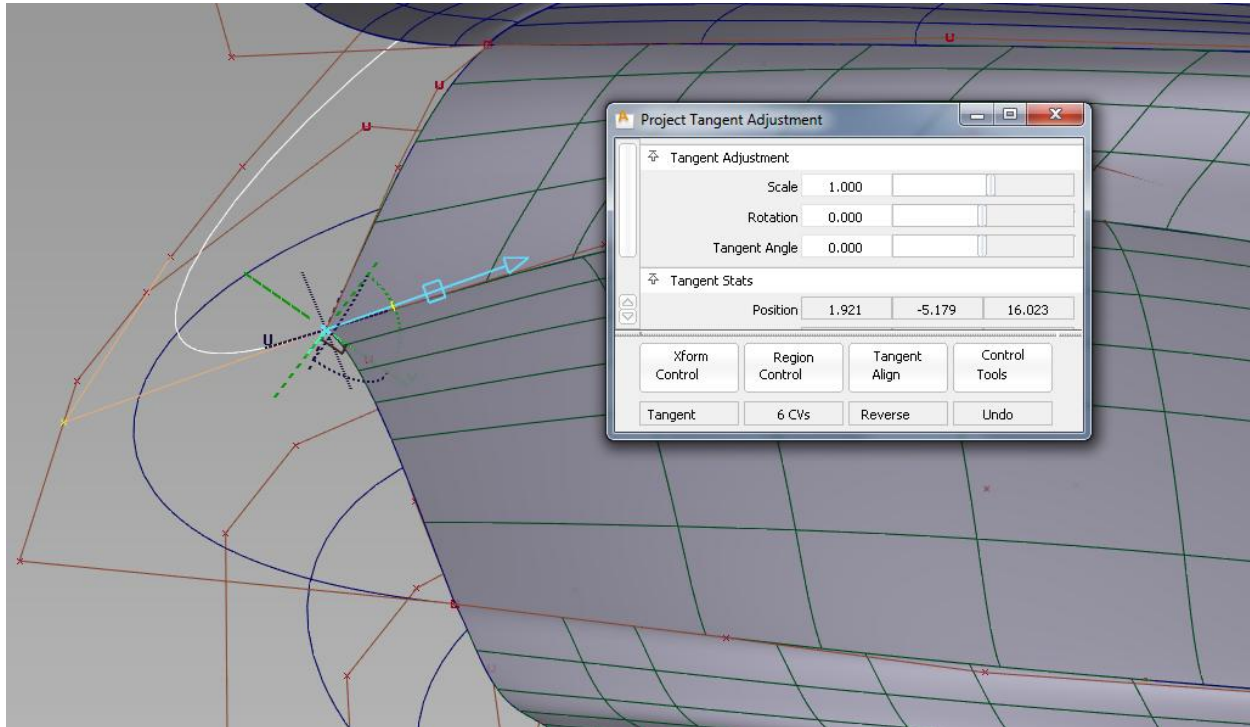 Project Tangent Adjustment
Tangent Adjustment
Scale 1.000
Rotation 0.000
Tangent Angle 0.000
Tangent Stats
Position 1.921 -5.179 16.023
Xform Control
Region Control
Tangent Align
Control Tools
Tangent 6 CVs Reverse Undo
U
U
U
U